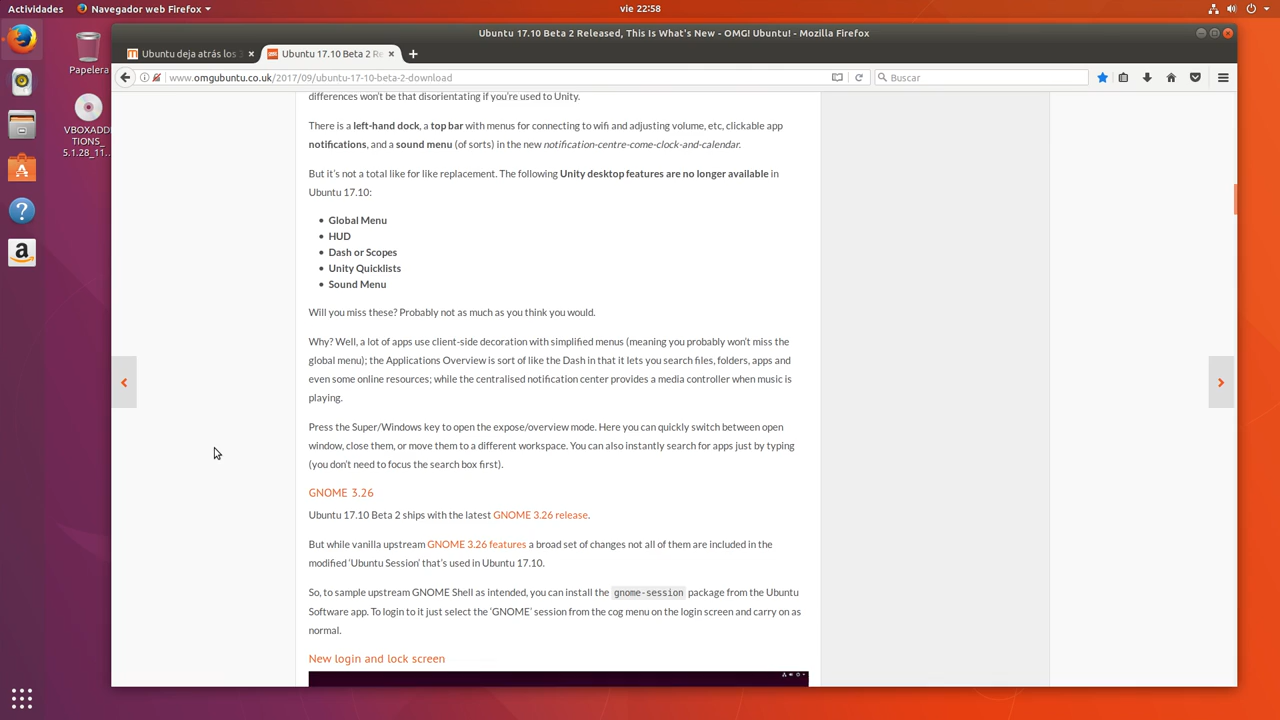 Actividades
Navegador web Firefox
vie 22:58
Ubuntu 17.10 Beta 2 Released, This Is What's New - OMG! Ubuntu! - Mozilla Firefox
Ubuntu deja atrás los
Ubuntu 17.10 Beta 2 Re
www.omgubuntu.co.uk/2017/09/ubuntu-17-10-beta-2-download
Buscar
Papelera
VBOXADD
ITIONS_
5.1.28_11...
differences won't be that disorientating if you're used to Unity.
There is a left-hand dock, a top bar with menus for connecting to wifi and adjusting volume, etc, clickable app
notifications, and a sound menu (of sorts) in the new notification-centre-come-clock-and-calendar.
But it's not a total like for like replacement. The following Unity desktop features are no longer available in
Ubuntu 17.10:
• Global Menu
• HUD
• Dash or Scopes
• Unity Quicklists
• Sound Menu
Will you miss these? Probably not as much as you think you would.
Why? Well, a lot of apps use client-side decoration with simplified menus (meaning you probably won't miss the
global menu); the Applications Overview is sort of like the Dash in that it lets you search files, folders, apps and
even some online resources; while the centralised notification center provides a media controller when music is
playing.
Press the Super/Windows key to open the expose/overview mode. Here you can quickly switch between open
window, close them, or move them to a different workspace. You can also instantly search for apps just by typing
(you don't need to focus the search box first).
GNOME 3.26
Ubuntu 17.10 Beta 2 ships with the latest GNOME 3.26 release.
But while vanilla upstream GNOME 3.26 features a broad set of changes not all of them are included in the
modified 'Ubuntu Session' that's used in Ubuntu 17.10.
So, to sample upstream GNOME Shell as intended, you can install the gnome-session package from the Ubuntu
Software app. To login to it just select the 'GNOME' session from the cog menu on the login screen and carry on as
normal.
New login and lock screen